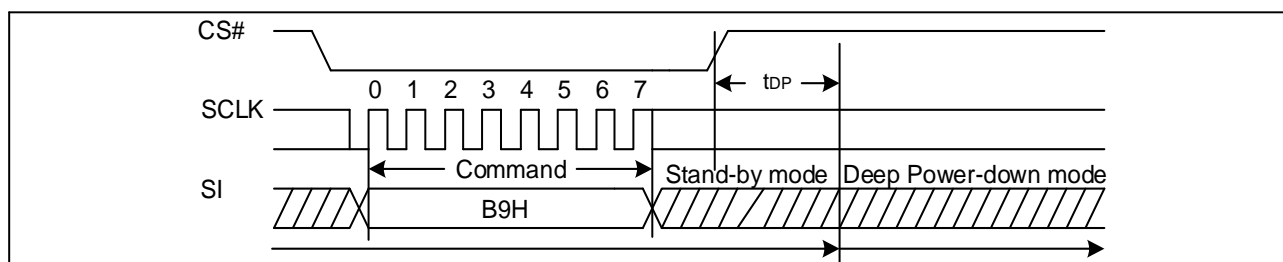 CS#
tDP
0 1 2 3 4 5 6 7
SCLK
Command
Stand-by mode Deep Power-down mode
SI
B9H